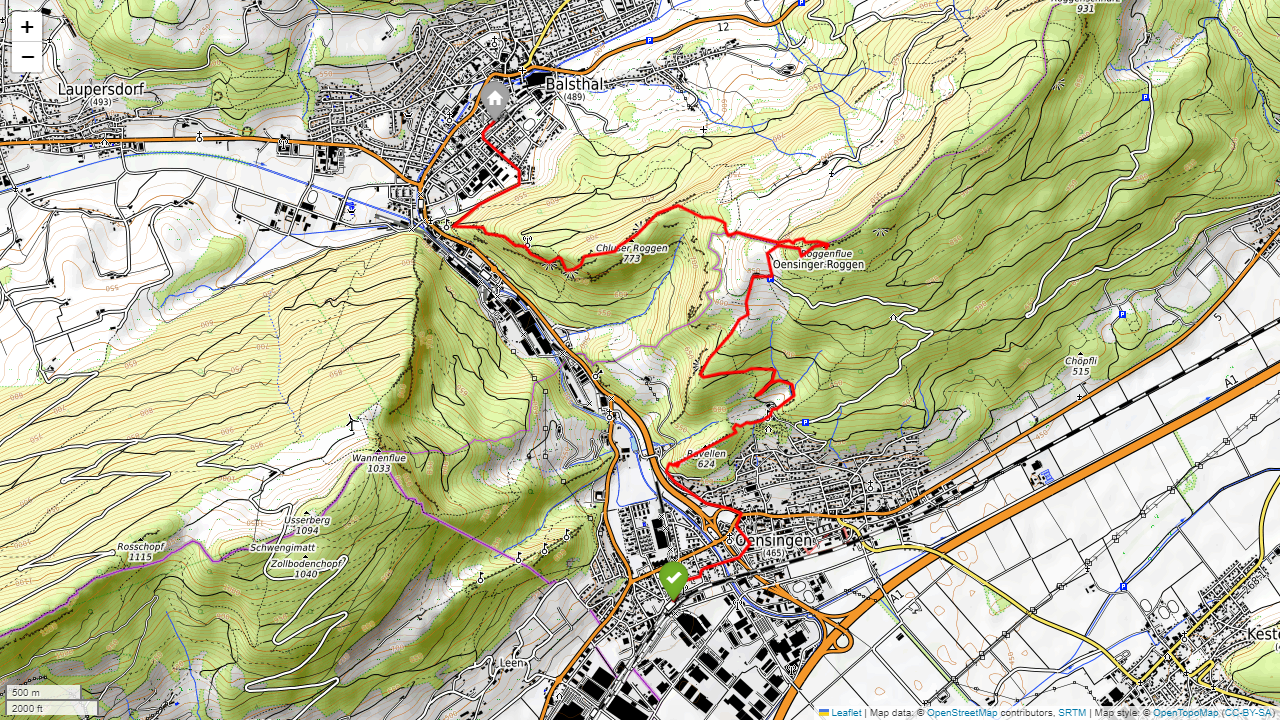 +
−
931
12
Balsthal
(489)
Laupersdorf
(493)
Chluser Roggen
773
Roggenflue
Oensinger Roggen
5
Chöpfli
515
A1
Wannenflue
1033
Ravellen
624
Usserberg
1094
Rosschopf
1115
Schwengimatt
Zollbodenchopf
1040
Oensingen
(465)
A1
Leen
500 m
2000 ft
Leaflet | Map data: © OpenStreetMap contributors, SRTM | Map style: © OpenTopoMap (CC-BY-SA)